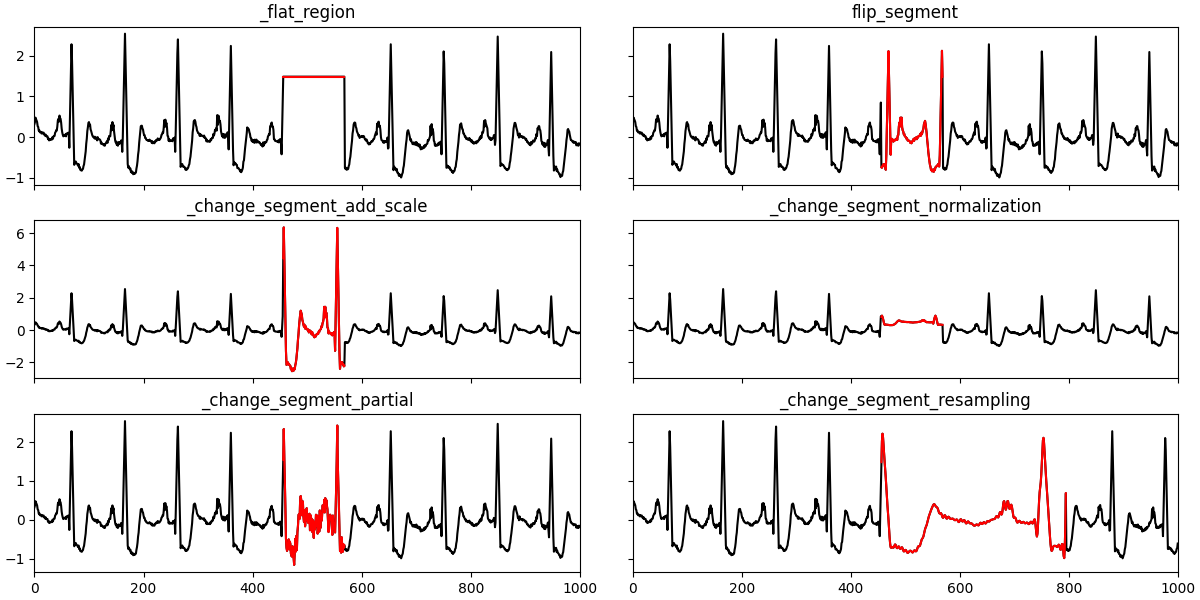 _flat_region
flip_segment
2
1
0
−1
_change_segment_add_scale
_change_segment_normalization
6
4
2
0
−2
_change_segment_partial
_change_segment_resampling
2
1
0
−1
0 200 400 600 800 1000
0 200 400 600 800 1000